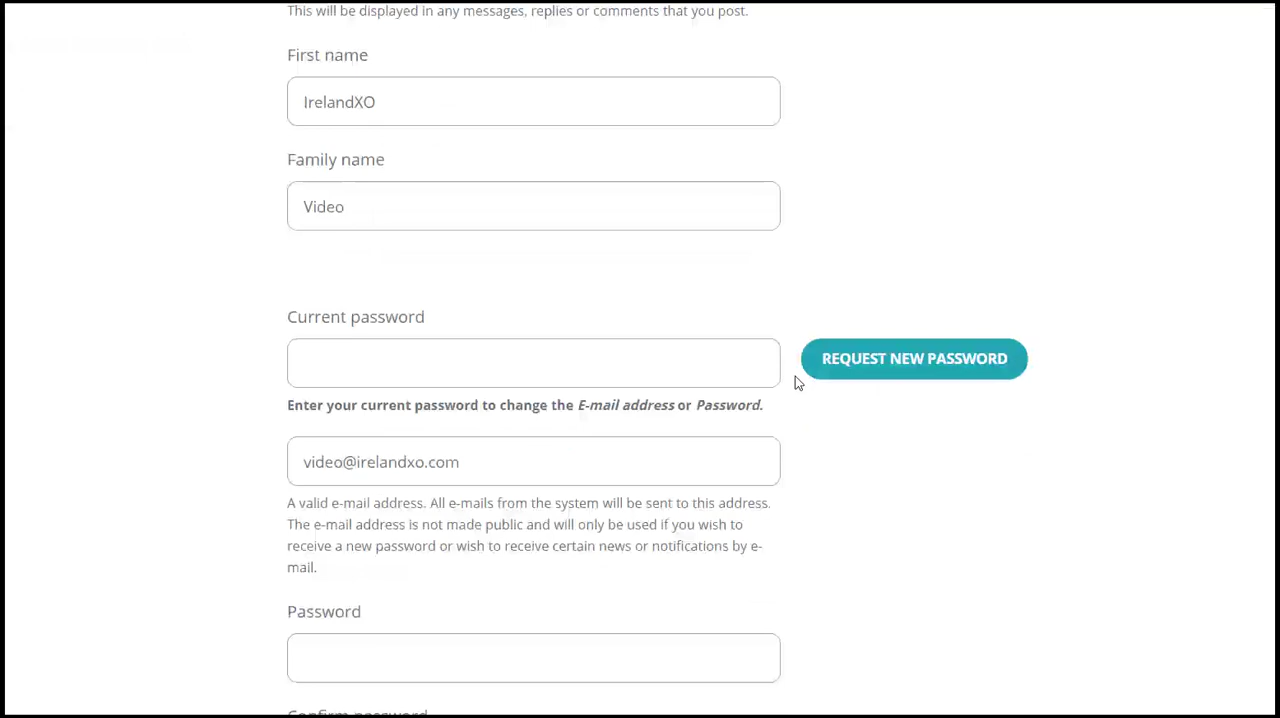 This will be displayed in any messages, replies or comments that you post.
First name
IrelandXO
Family name
Video
Current password
REQUEST NEW PASSWORD
Enter your current password to change the E-mail address or Password.
video@irelandxo.com
A valid e-mail address. All e-mails from the system will be sent to this address.
The e-mail address is not made public and will only be used if you wish to
receive a new password or wish to receive certain news or notifications by e-
mail.
Password
Confirm password